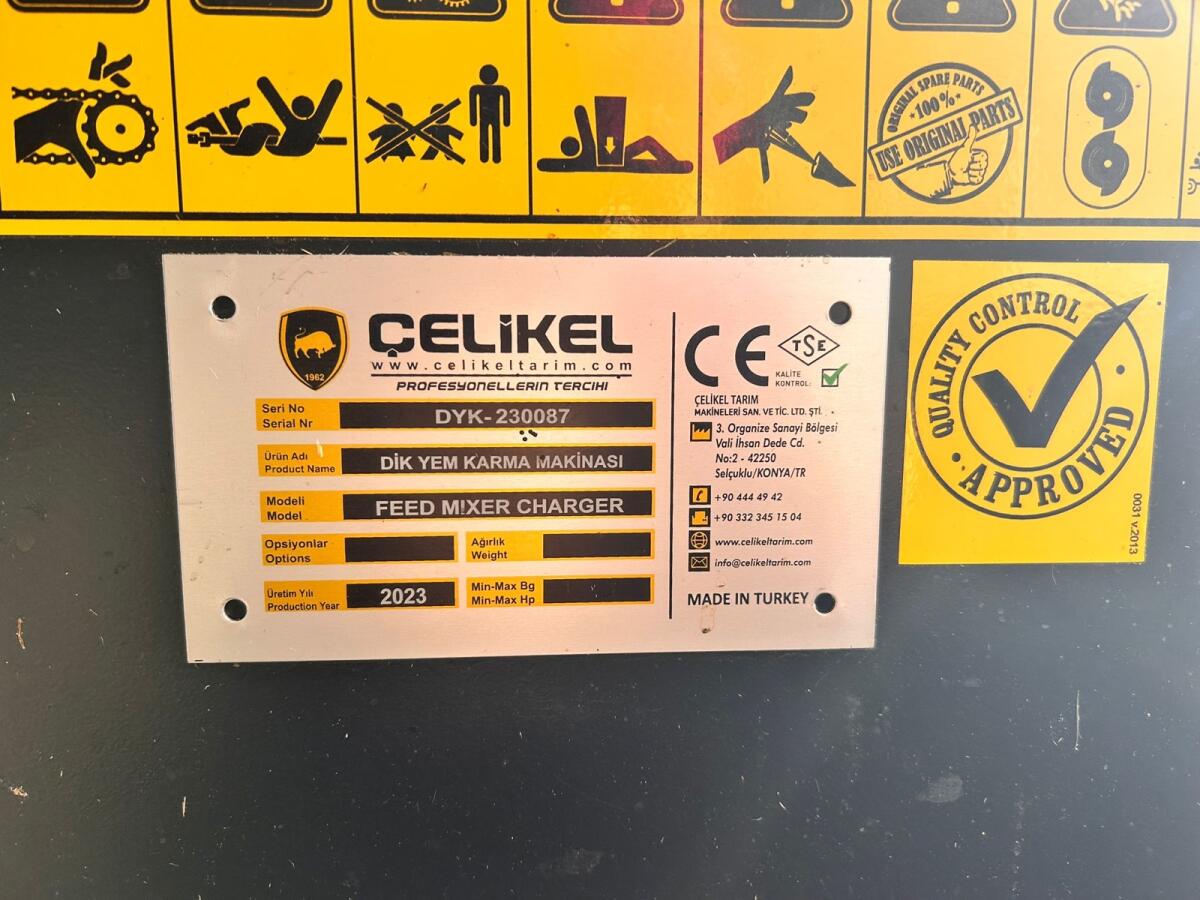 ORIGINAL SPARE PARTS
100%
USE ORIGINAL PARTS
1962
ÇELİKEL
www.celikeltarim.com
PROFESYONELLERİN TERCİHİ
Seri No
Serial Nr
DYK-230087
Ürün Adı
Product Name
DİK YEM KARMA MAKİNASI
Modeli
Model
FEED MIXER CHARGER
Opsiyonlar
Options
Ağırlık
Weight
Üretim Yılı
Production Year
2023
Min-Max Bg
Min-Max Hp
CE
TSE
KALİTE
KONTROL:
ÇELİKEL TARIM
MAKİNELERİ SAN. VE TİC. LTD. ŞTİ.
3. Organize Sanayi Bölgesi
Vali İhsan Dede Cd.
No:2 - 42250
Selçuklu/KONYA/TR
+90 444 49 42
+90 332 345 15 04
www.celikeltarim.com
info@celikeltarim.com
MADE IN TURKEY
QUALITY CONTROL
• APPROVED •
0031 v.2013